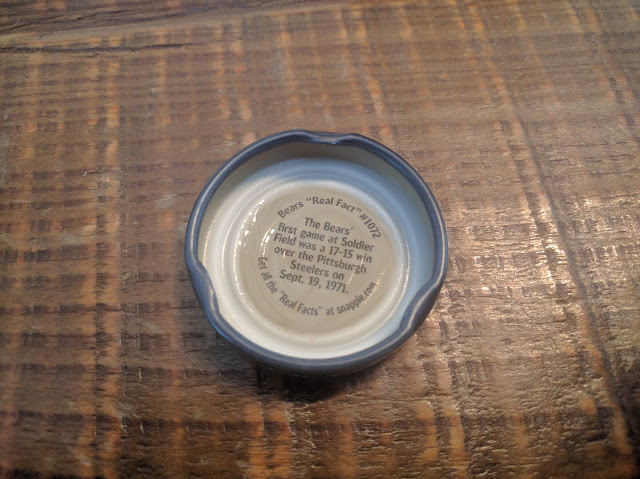 Bears "Real Fact" #1072
The Bears'
first game at Soldier
Field was a 17-15 win
over the Pittsburgh
Steelers on
Sept. 19, 1971.
Get all the "Real Facts" at snapple.com